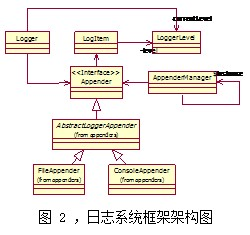 -currentLevel
Logger
LogItem
LoggerLevel
-level
<<Interface>>
Appender
AppenderManager
AbstractLoggerAppender
(from appenders)
FileAppender
(from appenders)
ConsoleAppender
(from appenders)
图 2 ，日志系统框架架构图